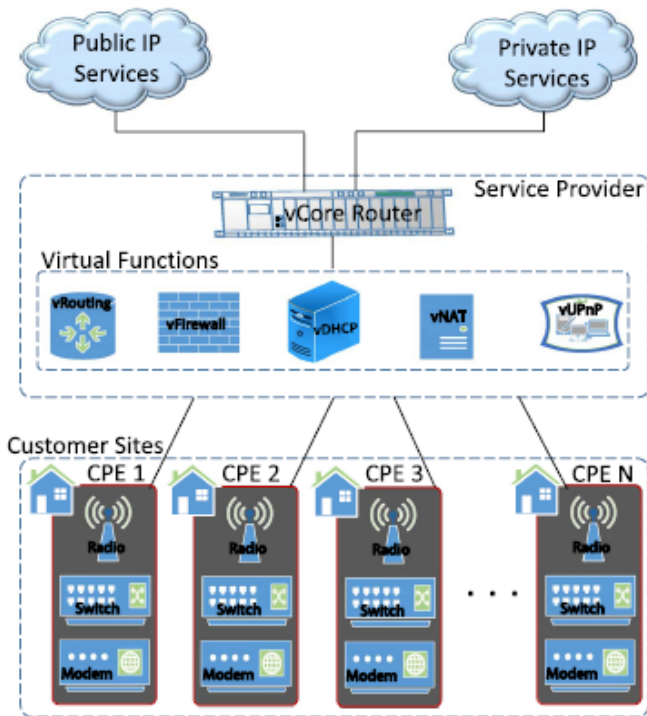 Public IP
Services
Private IP
Services
Service Provider
vCore Router
Virtual Functions
vRouting
vFirewall
vDHCP
vNAT
vUPnP
Customer Sites
CPE 1
CPE 2
CPE 3
CPE N
Radio
Radio
Radio
Radio
Switch
Switch
Switch
. . .
Switch
Modem
Modem
Modem
Modem